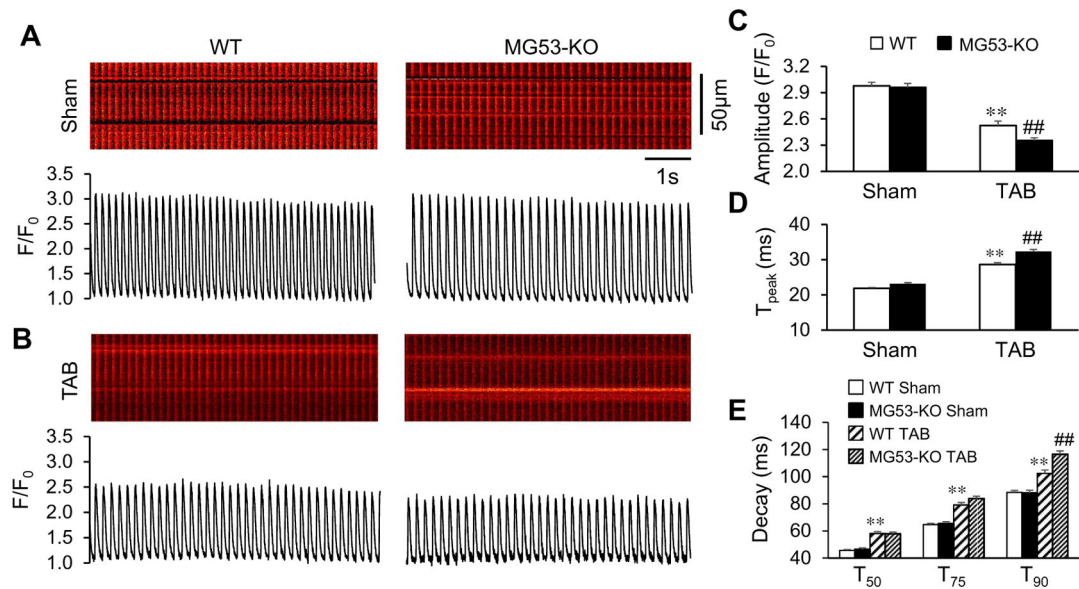 A
WT
MG53-KO
Sham
50μm
1s
3.5
3.0
2.5
2.0
1.5
1.0
F/F0
B
TAB
3.5
3.0
2.5
2.0
1.5
1.0
F/F0
C
WT
MG53-KO
3.2
2.9
2.6
2.3
2.0
Amplitude (F/F0)
**
##
Sham
TAB
D
40
30
20
10
Tpeak (ms)
**
##
Sham
TAB
E
WT Sham
MG53-KO Sham
WT TAB
MG53-KO TAB
140
120
100
80
60
40
Decay (ms)
**
**
**
##
T50
T75
T90